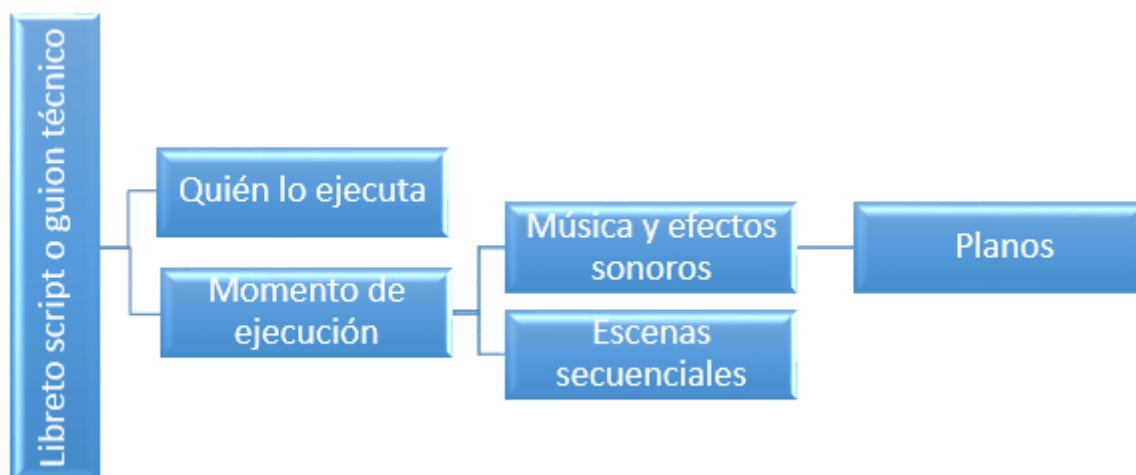 Libreto script o guion técnico
Quién lo ejecuta
Momento de
ejecución
Música y efectos
sonoros
Escenas
secuenciales
Planos